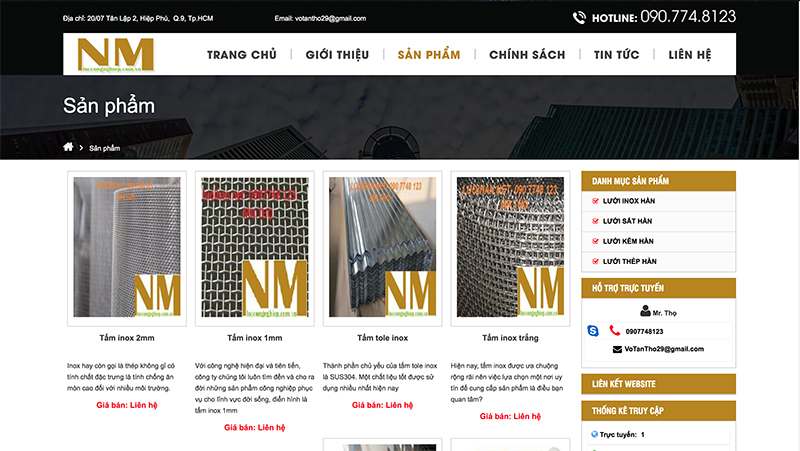 Địa chỉ: 20/07 Tân Lập 2, Hiệp Phú, Q.9, Tp.HCM
Email: votantho29@gmail.com
HOTLINE: 090.774.8123
NM
TRANG CHỦ
GIỚI THIỆU
SẢN PHẨM
CHÍNH SÁCH
TIN TỨC
LIÊN HỆ
Sản phẩm
Sản phẩm
NM
NM
NM
NM
Tấm inox 2mm
Inox hay còn gọi là thép không gỉ có
tính chất đặc trưng là tính chống ăn
mòn cao đối với nhiều môi trường.
Giá bán: Liên hệ
Tấm inox 1mm
Với công nghệ hiện đại và tiên tiến,
công ty chúng tôi luôn tìm đến và cho ra
đời những sản phẩm công nghiệp phục
vụ cho lĩnh vực đời sống, điển hình là
tấm inox 1mm
Giá bán: Liên hệ
Tấm tole inox
Thành phần chủ yếu của tấm tole inox
là SUS304. Một chất liệu tốt được sử
dụng nhiều nhất hiện nay
Giá bán: Liên hệ
Tấm inox trắng
Hiện nay, tấm inox được ưa chuộng
rộng rãi nên việc lựa chọn một nơi uy
tín để cung cấp sản phẩm là điều bạn
quan tâm?
Giá bán: Liên hệ
DANH MỤC SẢN PHẨM
LƯỚI INOX HÀN
LƯỚI SẮT HÀN
LƯỚI KẼM HÀN
LƯỚI THÉP HÀN
HỖ TRỢ TRỰC TUYẾN
Mr. Thọ
0907748123
VoTanTho29@gmail.com
LIÊN KẾT WEBSITE
THỐNG KÊ TRUY CẬP
Trực tuyến: 1